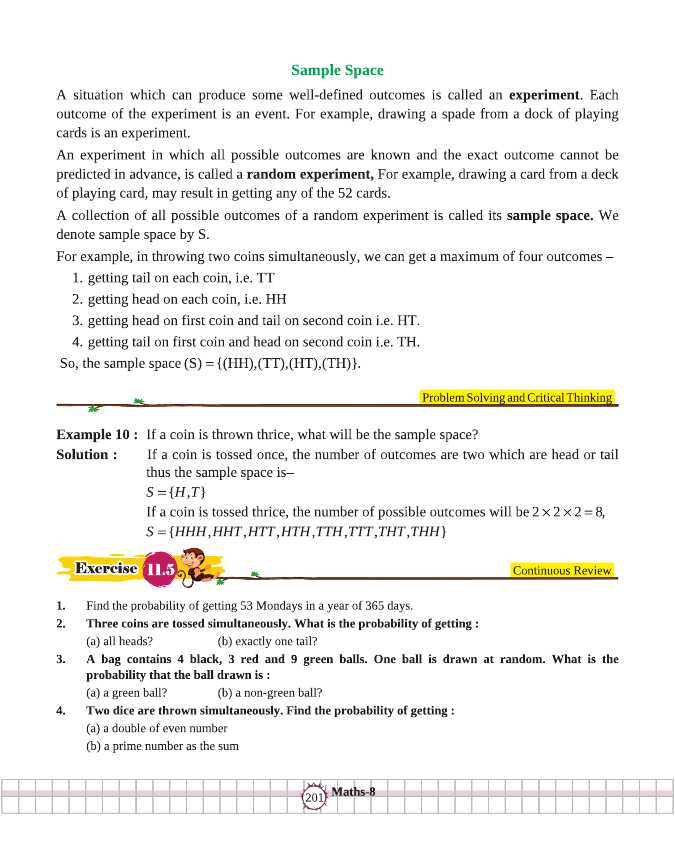 Sample Space
A situation which can produce some well-defined outcomes is called an experiment. Each
outcome of the experiment is an event. For example, drawing a spade from a dock of playing
cards is an experiment.
An experiment in which all possible outcomes are known and the exact outcome cannot be
predicted in advance, is called a random experiment, For example, drawing a card from a deck
of playing card, may result in getting any of the 52 cards.
A collection of all possible outcomes of a random experiment is called its sample space. We
denote sample space by S.
For example, in throwing two coins simultaneously, we can get a maximum of four outcomes –
1. getting tail on each coin, i.e. TT
2. getting head on each coin, i.e. HH
3. getting head on first coin and tail on second coin i.e. HT.
4. getting tail on first coin and head on second coin i.e. TH.
So, the sample space (S) = {(HH),(TT),(HT),(TH)}.
Problem Solving and Critical Thinking
Example 10 : If a coin is thrown thrice, what will be the sample space?
Solution : If a coin is tossed once, the number of outcomes are two which are head or tail
thus the sample space is–
S = {H,T}
If a coin is tossed thrice, the number of possible outcomes will be 2 × 2 × 2 = 8,
S = {HHH,HHT,HTT,HTH,TTH,TTT,THT,THH}
Exercise 11.5
Continuous Review
1. Find the probability of getting 53 Mondays in a year of 365 days.
2. Three coins are tossed simultaneously. What is the probability of getting :
(a) all heads? (b) exactly one tail?
3. A bag contains 4 black, 3 red and 9 green balls. One ball is drawn at random. What is the
probability that the ball drawn is :
(a) a green ball? (b) a non-green ball?
4. Two dice are thrown simultaneously. Find the probability of getting :
(a) a double of even number
(b) a prime number as the sum
201 Maths-8